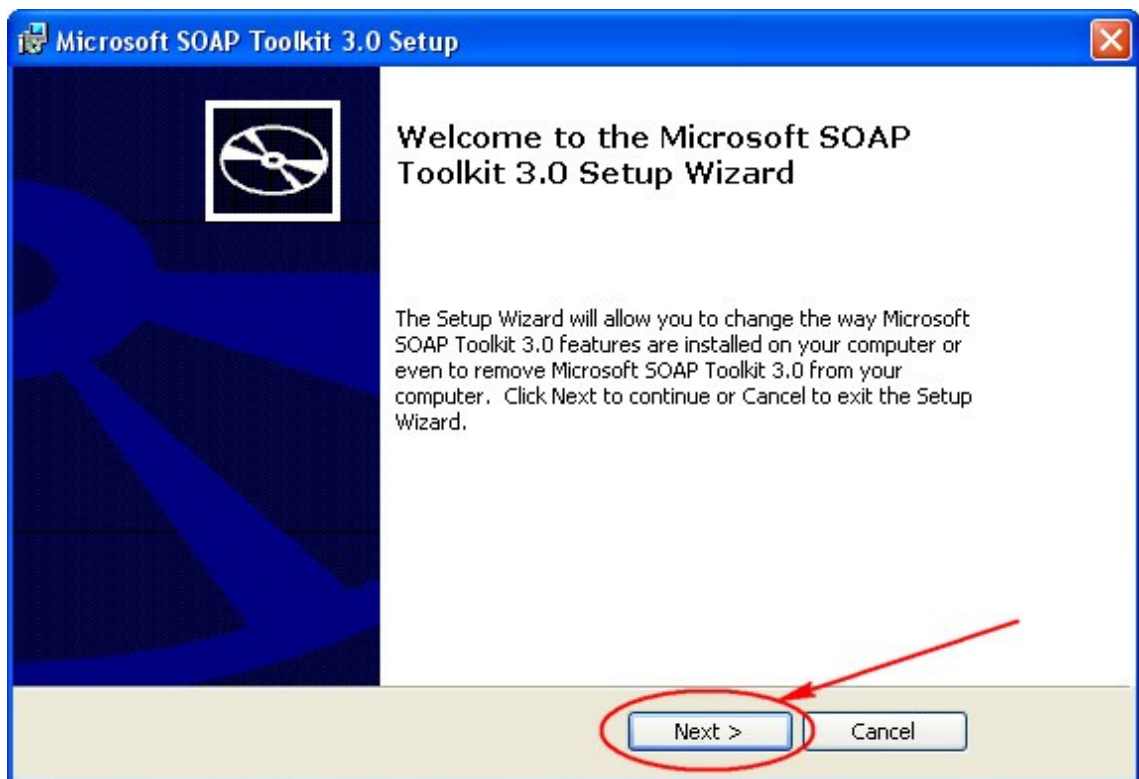 Microsoft SOAP Toolkit 3.0 Setup
Welcome to the Microsoft SOAP
Toolkit 3.0 Setup Wizard
The Setup Wizard will allow you to change the way Microsoft
SOAP Toolkit 3.0 features are installed on your computer or
even to remove Microsoft SOAP Toolkit 3.0 from your
computer.  Click Next to continue or Cancel to exit the Setup
Wizard.
Next > Cancel